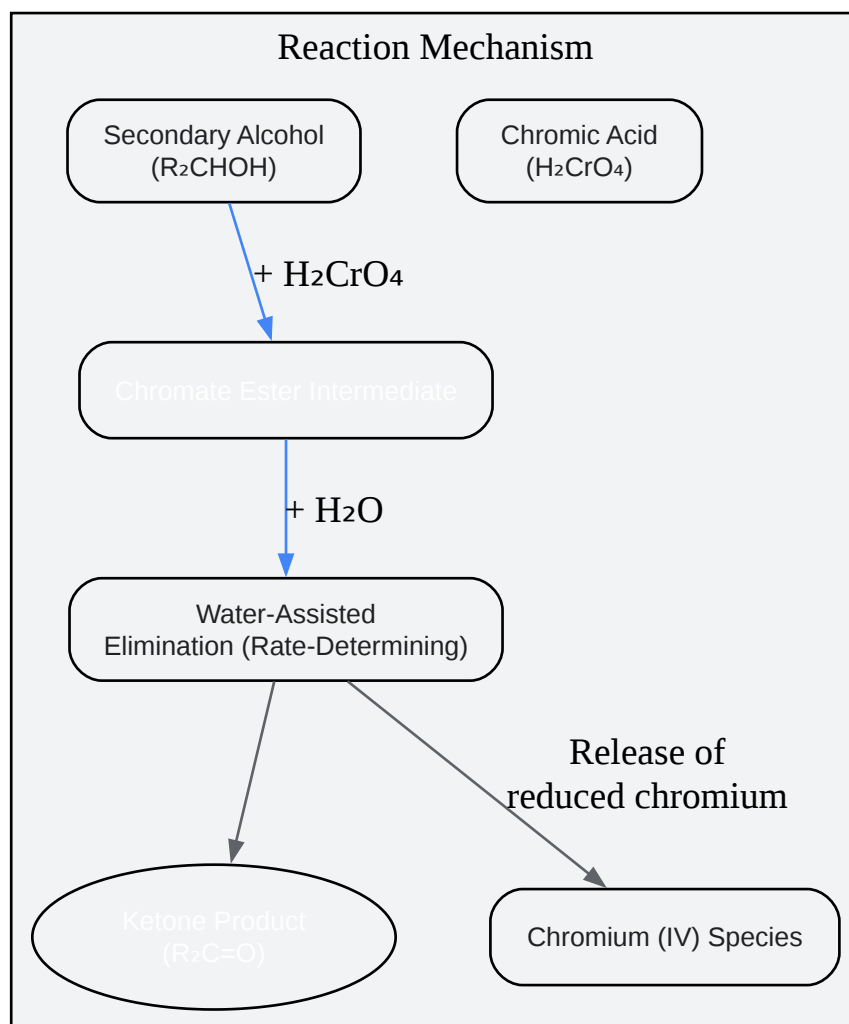 Reaction Mechanism
Secondary Alcohol
(R₂CHOH)
Chromic Acid
(H₂CrO₄)
+ H₂CrO₄
Chromate Ester Intermediate
+ H₂O
Water-Assisted
Elimination (Rate-Determining)
Release of
reduced chromium
Ketone Product
(R₂C=O)
Chromium (IV) Species